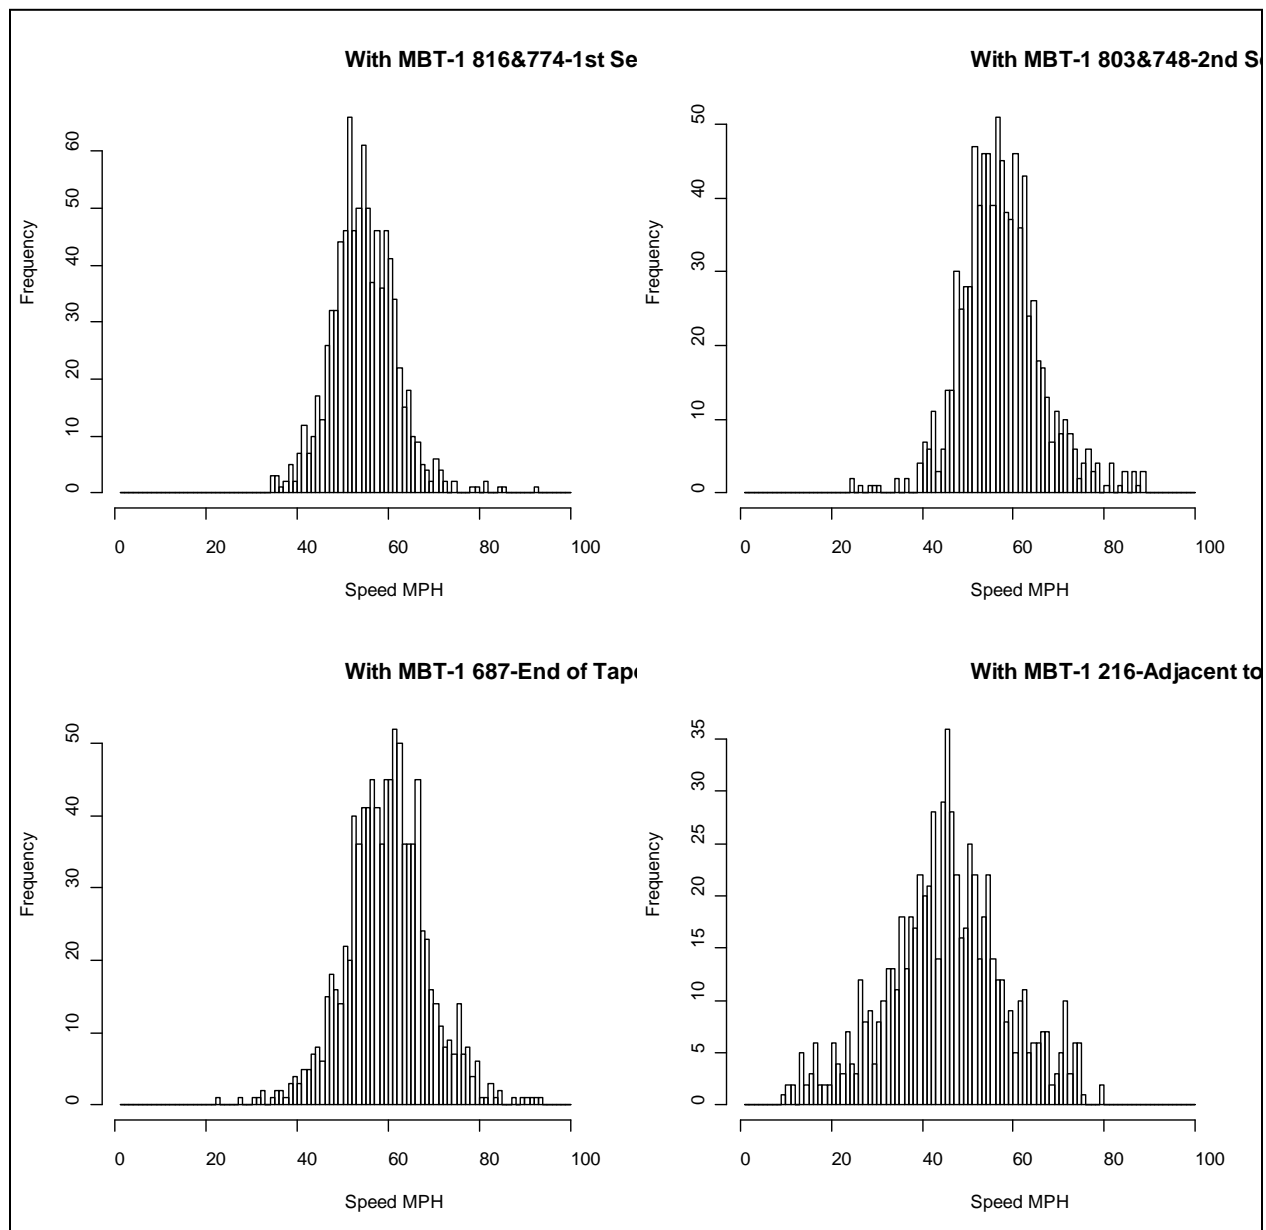 With MBT-1 816&774-1st Se
Frequency
0 10 20 30 40 50 60
0 20 40 60 80 100
Speed MPH
With MBT-1 803&748-2nd
Frequency
0 10 20 30 40 50
0 20 40 60 80 100
Speed MPH
With MBT-1 687-End of
Frequency
0 10 20 30 40 50
0 20 40 60 80 100
Speed MPH
With MBT-1 216-Adjacent to
Frequency
0 5 10 15 20 25 30 35
0 20 40 60 80 100
Speed MPH